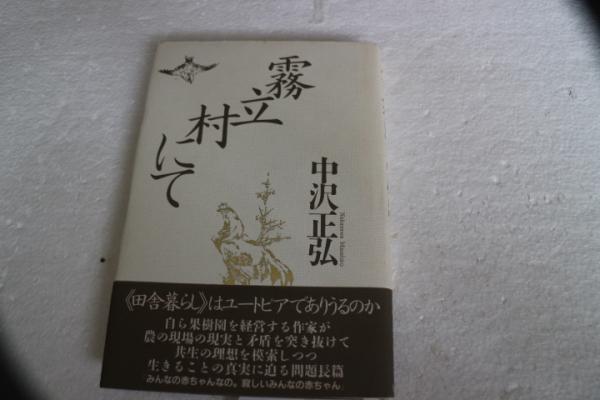 霧立村にて
中沢正弘
Nakazawa Masahiro
《田舎暮らし》はユートピアでありうるのか
自ら果樹園を経営する作家が
農の現場の現実と矛盾を突き抜けて
共生の理想を模索しつつ
生きることの真実に迫る問題長篇
「みんなの赤ちゃんなの。寂しいみんなの赤ちゃん」